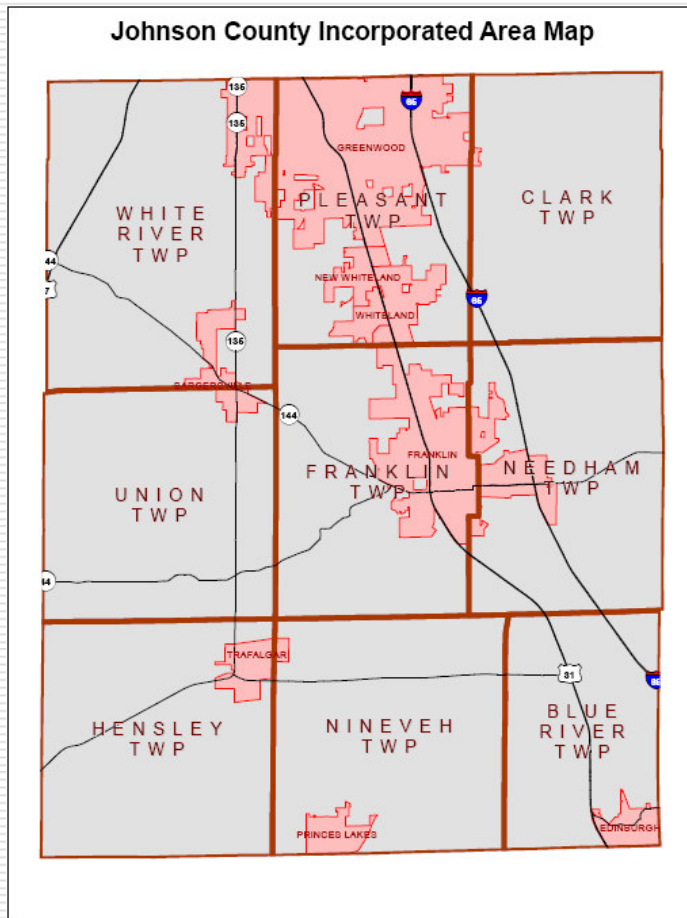 Johnson County Incorporated Area Map
135
65
135
GREENWOOD
PLEASANT
TWP
CLARK
TWP
WHITE
RIVER
TWP
44
7
NEW WHITELAND
65
WHITELAND
135
BARGERSVILLE
144
FRANKLIN
FRANKLIN
TWP
NEEDHAM
TWP
UNION
TWP
44
TRAFALGAR
31
65
HENSLEY
TWP
NINEVEH
TWP
BLUE
RIVER
TWP
PRINCES LAKES
EDINBURGH